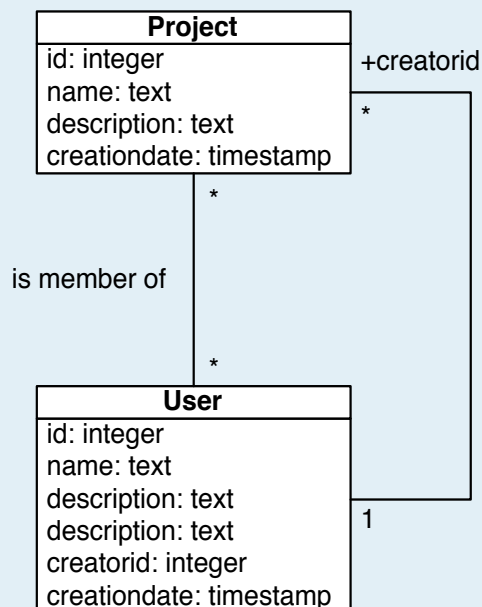 Project
id: integer
name: text
description: text
creationdate: timestamp
+creatorid
*
*
is member of
*
User
id: integer
name: text
description: text
description: text
creatorid: integer
creationdate: timestamp
1